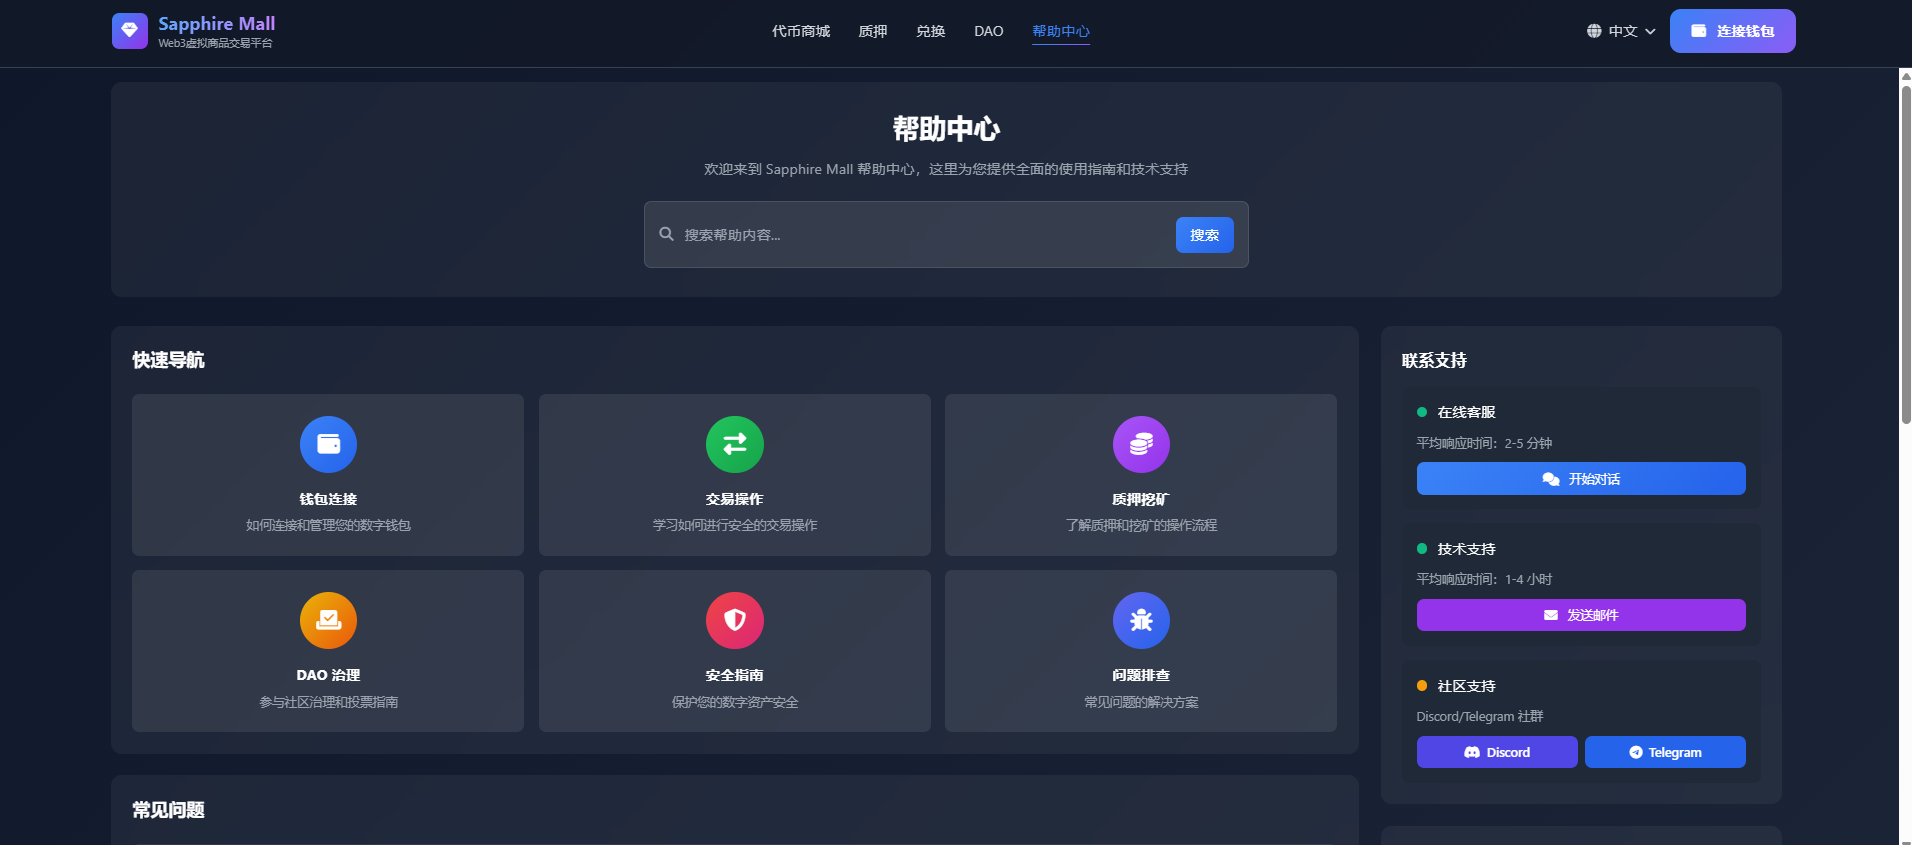 Sapphire Mall
Web3虚拟商品交易平台
代币商城
质押
兑换
DAO
帮助中心
中文
连接钱包
帮助中心
欢迎来到 Sapphire Mall 帮助中心，这里为您提供全面的使用指南和技术支持
搜索帮助内容...
搜索
快速导航
钱包连接
如何连接和管理您的数字钱包
交易操作
学习如何进行安全的交易操作
质押挖矿
了解质押和挖矿的操作流程
DAO 治理
参与社区治理和投票指南
安全指南
保护您的数字资产安全
问题排查
常见问题的解决方案
常见问题
联系支持
在线客服
平均响应时间：2-5 分钟
开始对话
技术支持
平均响应时间：1-4 小时
发送邮件
社区支持
Discord/Telegram 社群
Discord
Telegram